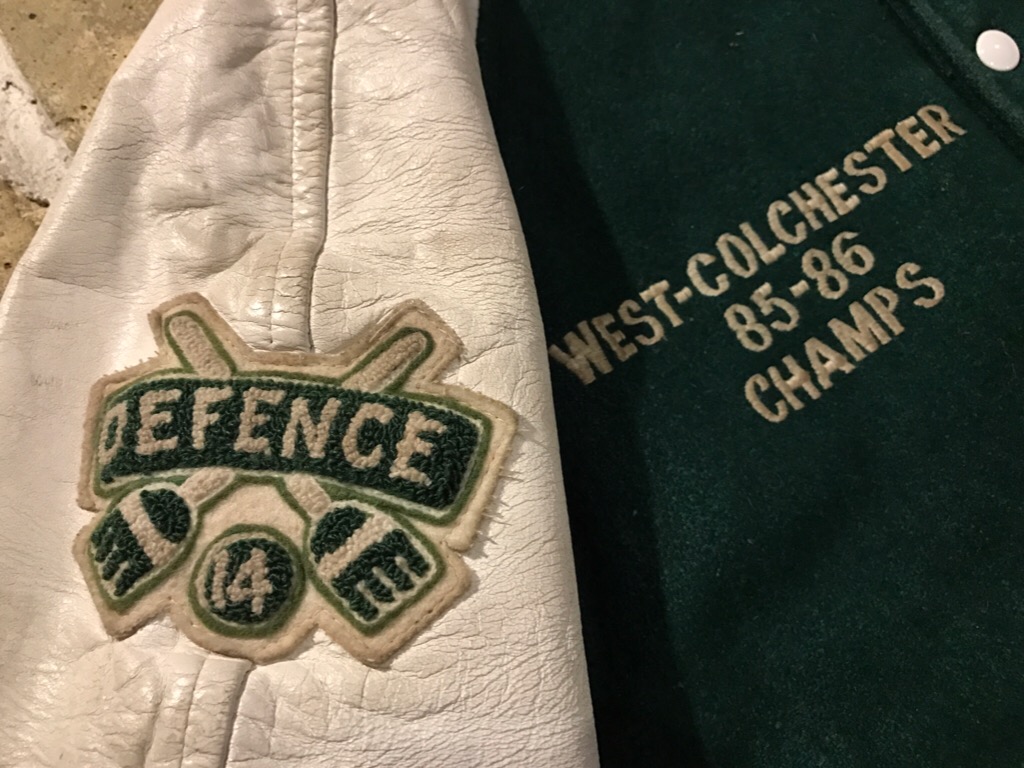 DEFENCE
14
WEST-COLCHESTER
85-86
CHAMPS